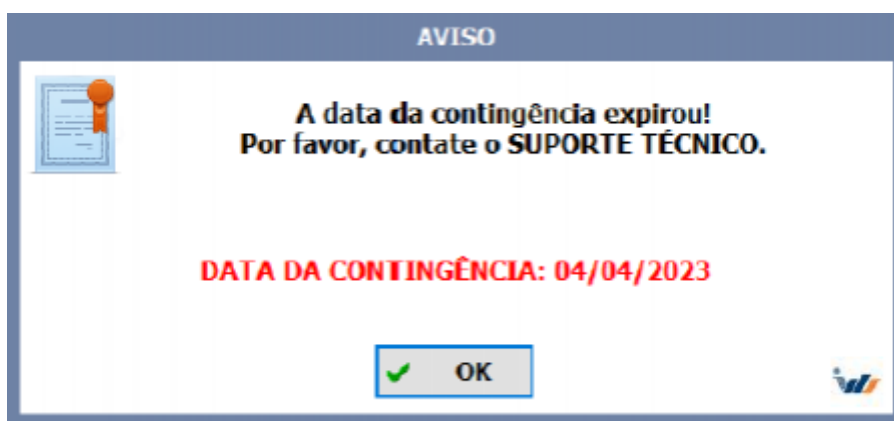 AVISO
A data da contingência expirou!
Por favor, contate o SUPORTE TÉCNICO.
DATA DA CONTINGÊNCIA: 04/04/2023
OK